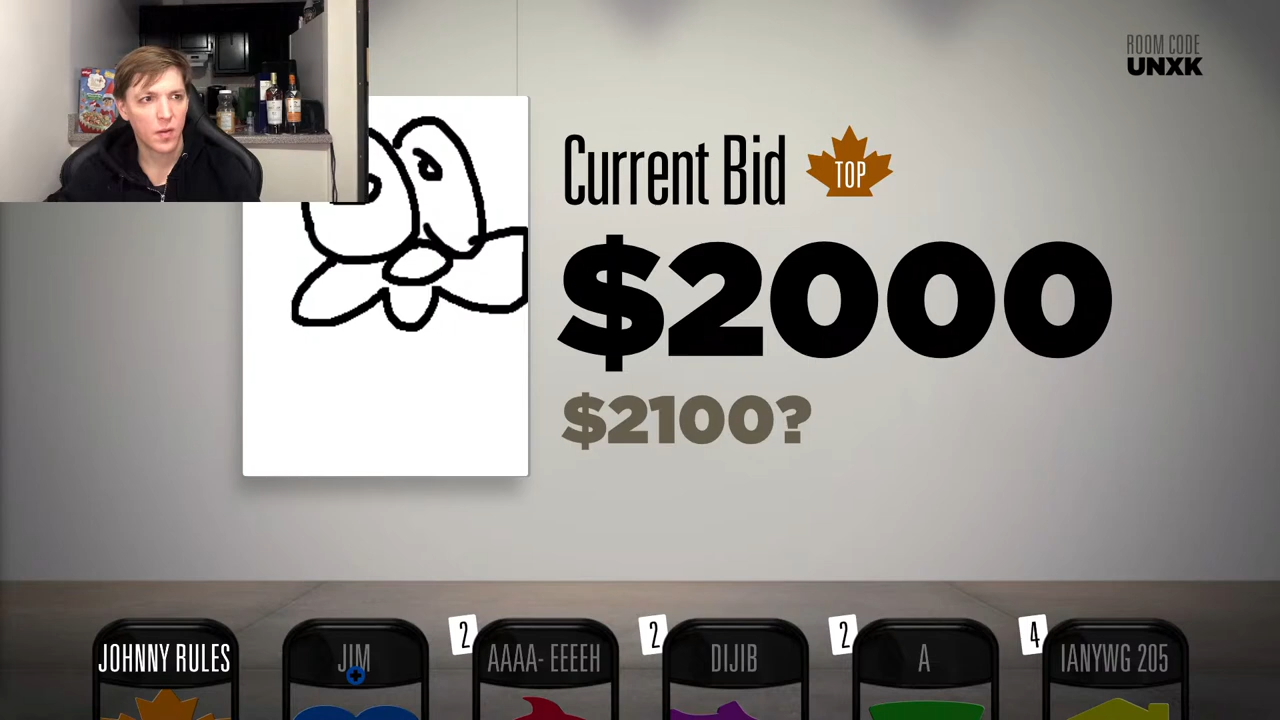 ROOM CODE
UNXK
Current Bid
TOP
$2000
$2100?
JOHNNY RULES
JIM
2
AAAA- EEEEH
2
DIJIB
2
A
4
IANYWG 205